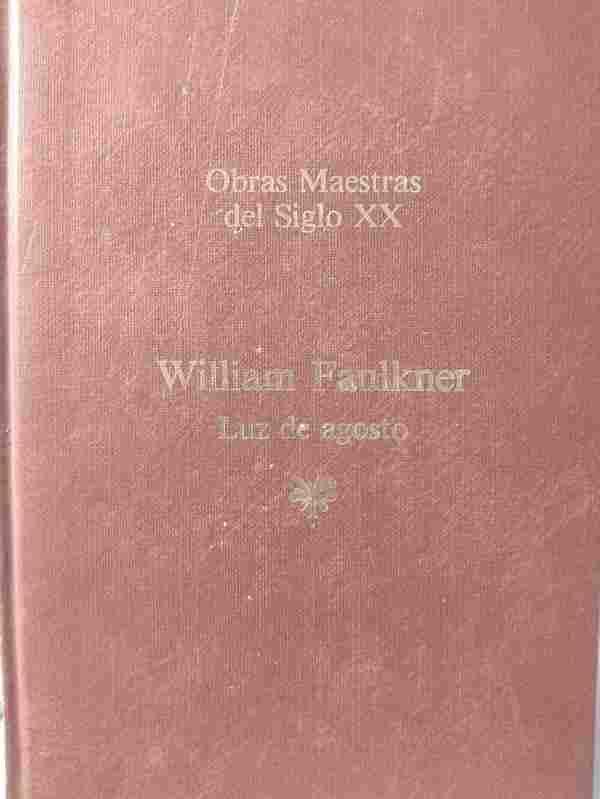 Obras Maestras
del Siglo XX
William Faulkner
Luz de agosto